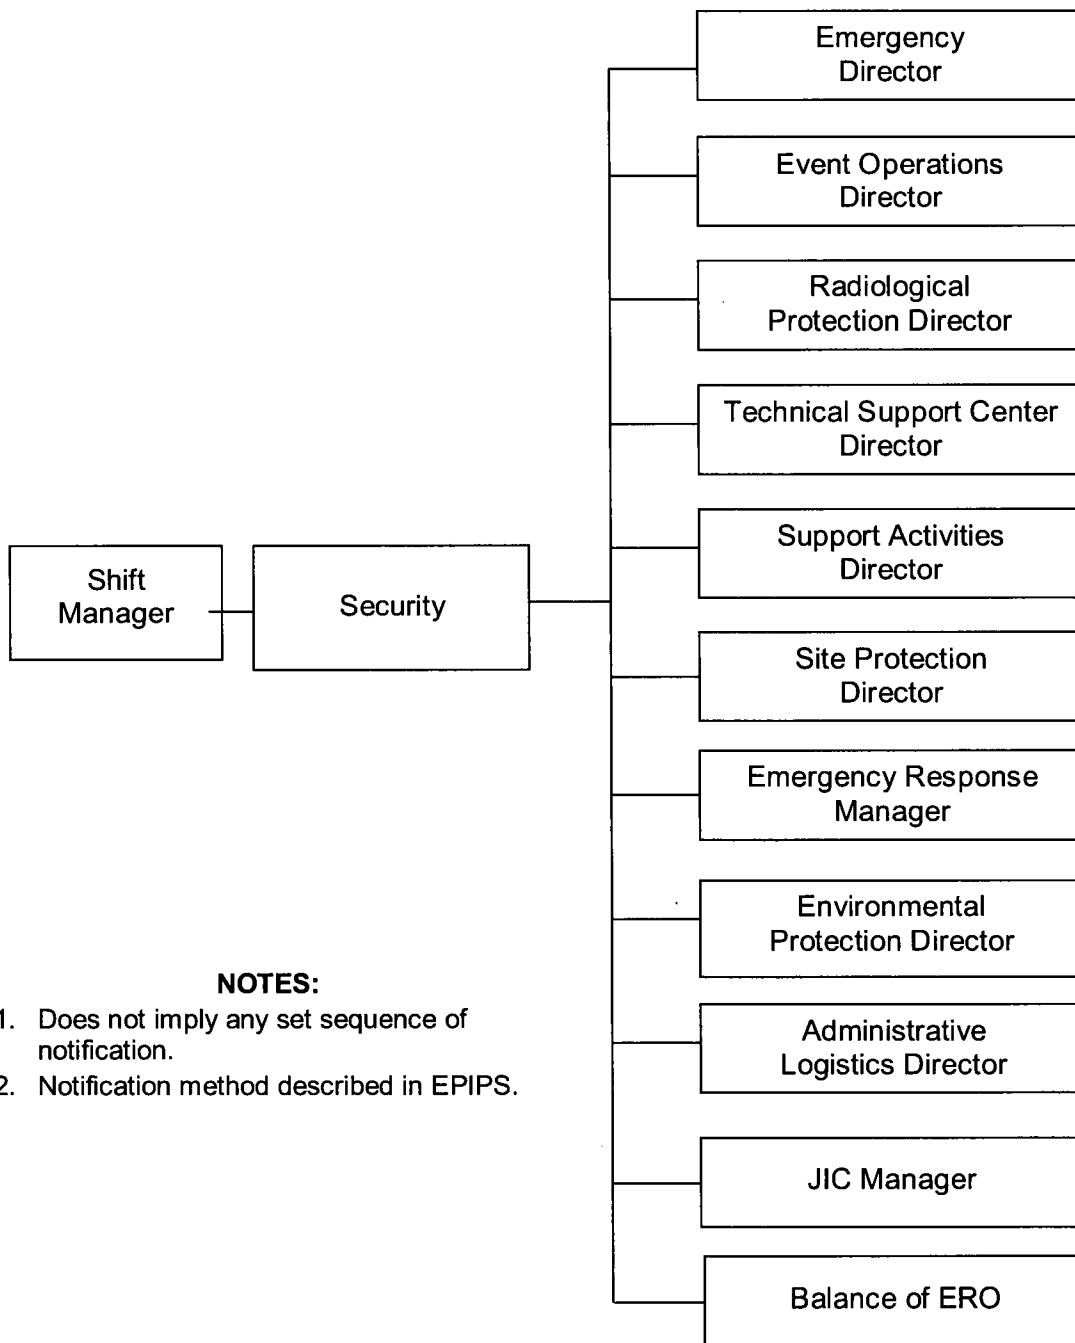 Emergency
Director
Event Operations
Director
Radiological
Protection Director
Technical Support Center
Director
Support Activities
Director
Shift
Manager
Security
Site Protection
Director
Emergency Response
Manager
Environmental
Protection Director
NOTES:
1. Does not imply any set sequence of
notification.
2. Notification method described in EPIPS.
Administrative
Logistics Director
JIC Manager
Balance of ERO